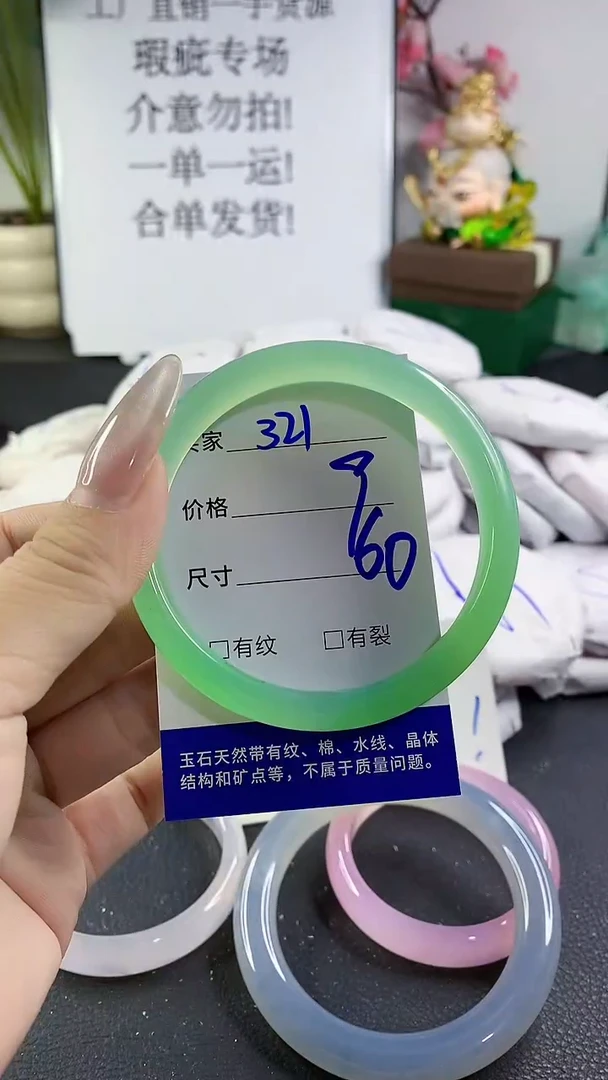 工厂直销一手货源
瑕疵专场
介意勿拍!
一单一运!
合单发货!
家 321
价格
尺寸 60
□有纹 □有裂
玉石天然带有纹、棉、水线、晶体
结构和矿点等，不属于质量问题。